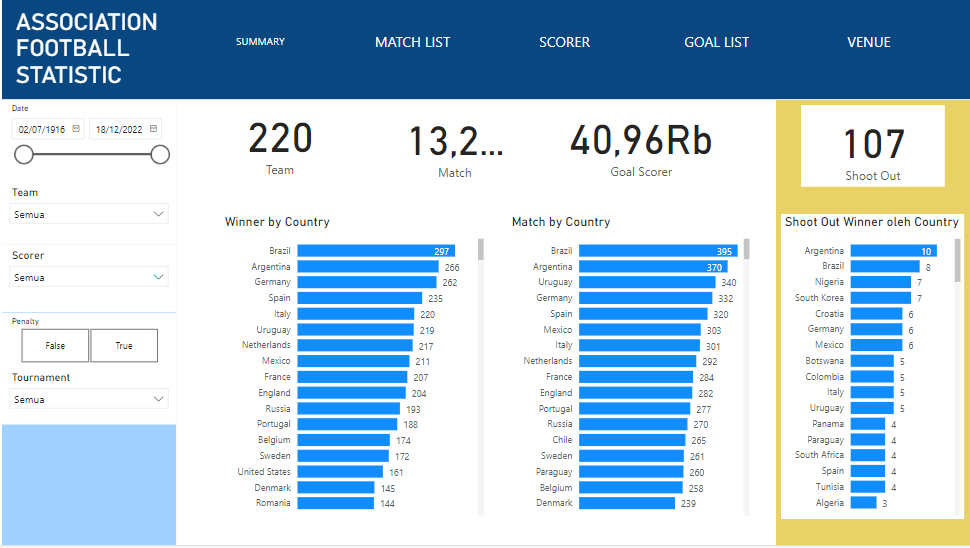 ASSOCIATION
FOOTBALL
STATISTIC
SUMMARY
MATCH LIST
SCORER
GOAL LIST
VENUE
Date
02/07/1916
18/12/2022
Team
Semua
Scorer
Semua
Penalty
False
True
Tournament
Semua
220
Team
13,2...
Match
40,96Rb
Goal Scorer
107
Shoot Out
Winner by Country
Brazil 297
Argentina 266
Germany 262
Spain 235
Italy 220
Uruguay 219
Netherlands 217
Mexico 211
France 207
England 204
Russia 193
Portugal 188
Belgium 174
Sweden 172
United States 161
Denmark 145
Romania 144
Match by Country
Brazil 395
Argentina 370
Uruguay 340
Germany 332
Spain 320
Mexico 303
Italy 301
Netherlands 292
France 284
England 282
Portugal 277
Russia 270
Chile 265
Sweden 261
Paraguay 260
Belgium 258
Denmark 239
Shoot Out Winner oleh Country
Argentina 10
Brazil 8
Nigeria 7
South Korea 7
Croatia 6
Germany 6
Mexico 6
Botswana 5
Colombia 5
Italy 5
Uruguay 5
Panama 4
Paraguay 4
South Africa 4
Spain 4
Tunisia 4
Algeria 3